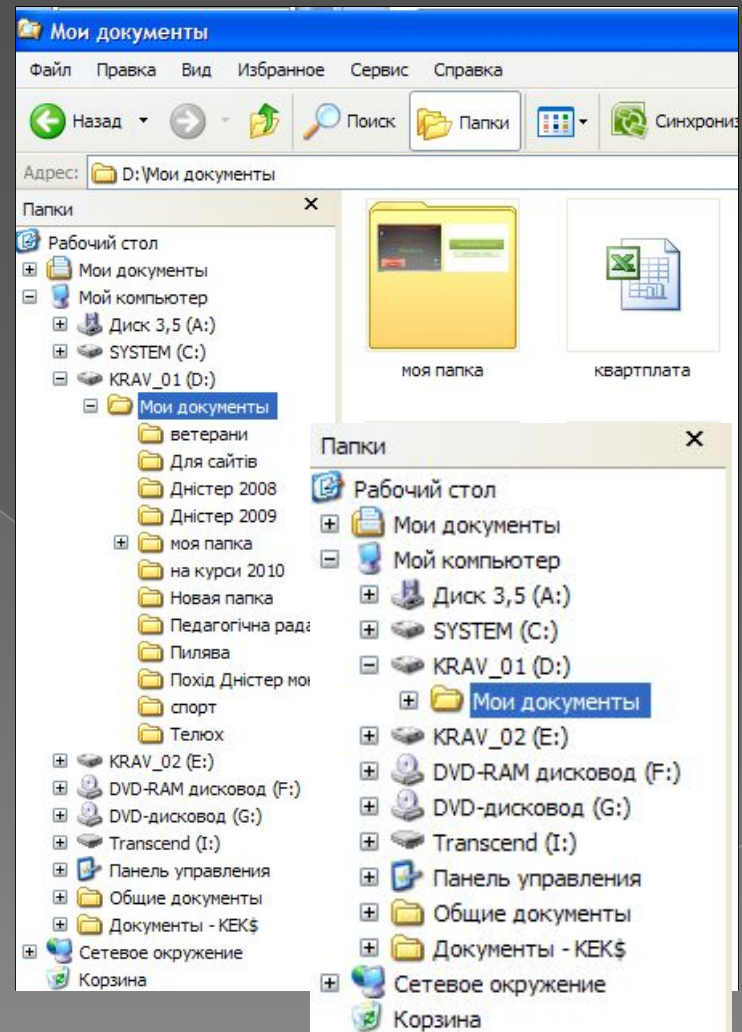 Мои документы
Файл Правка Вид Избранное Сервис Справка
Назад Поиск Папки
Адрес: D:\Мои документы
Папки
Рабочий стол
Мои документы
Мой компьютер
Диск 3,5 (A:)
SYSTEM (C:)
KRAV_01 (D:)
Мои документы
ветерани
Для сайтів
Дністер 2008
Дністер 2009
моя папка
на курси 2010
Новая папка
Педагогічна рада
Пилява
Похід Дністер
спорт
Телюх
KRAV_02 (E:)
DVD-RAM дисковод (F:)
DVD-дисковод (G:)
Transcend (I:)
Панель управления
Общие документы
Документы - KEK$
Сетевое окружение
Корзина
моя папка
квартплата
Папки
Рабочий стол
Мои документы
Мой компьютер
Диск 3,5 (A:)
SYSTEM (C:)
KRAV_01 (D:)
Мои документы
KRAV_02 (E:)
DVD-RAM дисковод (F:)
DVD-дисковод (G:)
Transcend (I:)
Панель управления
Общие документы
Документы - KEK$
Сетевое окружение
Корзина